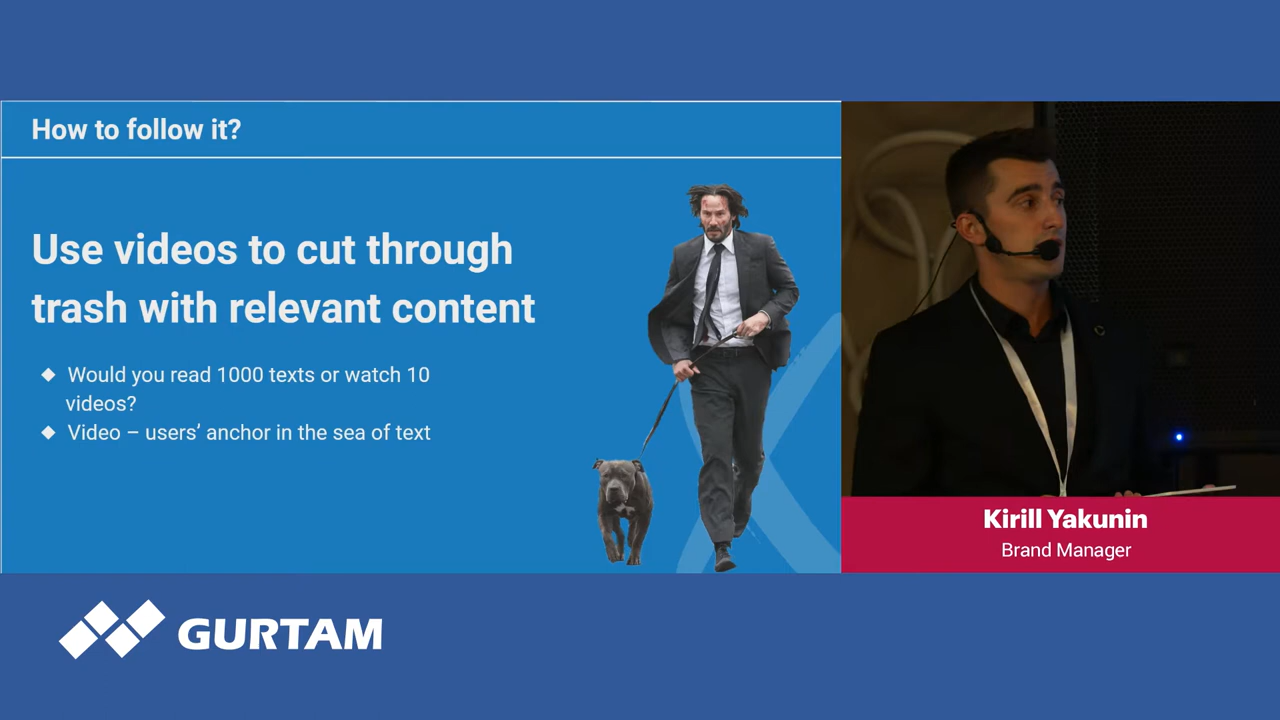 How to follow it?
Use videos to cut through
trash with relevant content
◆ Would you read 1000 texts or watch 10
videos?
◆ Video – users’ anchor in the sea of text
Kirill Yakunin
Brand Manager
GURTAM